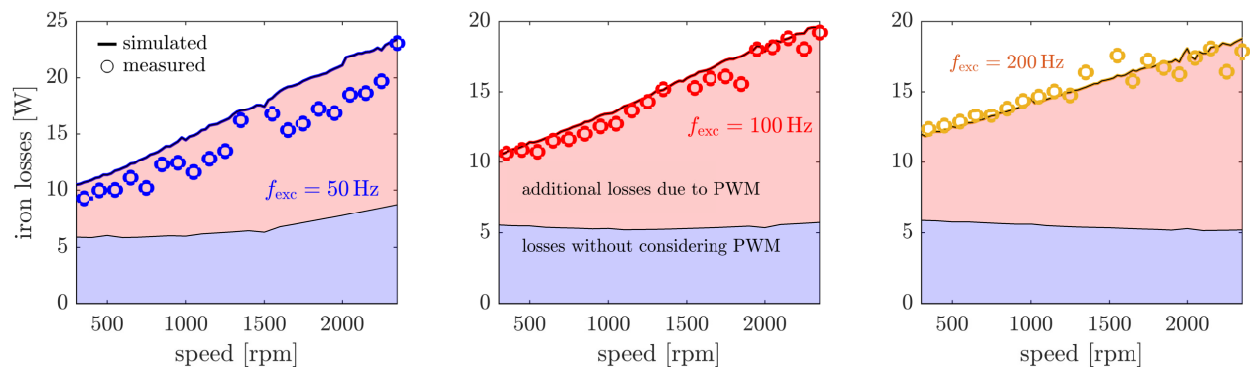 iron losses [W]
25
20
15
10
5
0
simulated
measured
f_exc = 50 Hz
500 1000 1500 2000
speed [rpm]
20
15
10
5
0
f_exc = 100 Hz
additional losses due to PWM
losses without considering PWM
500 1000 1500 2000
speed [rpm]
20
15
10
5
0
f_exc = 200 Hz
500 1000 1500 2000
speed [rpm]